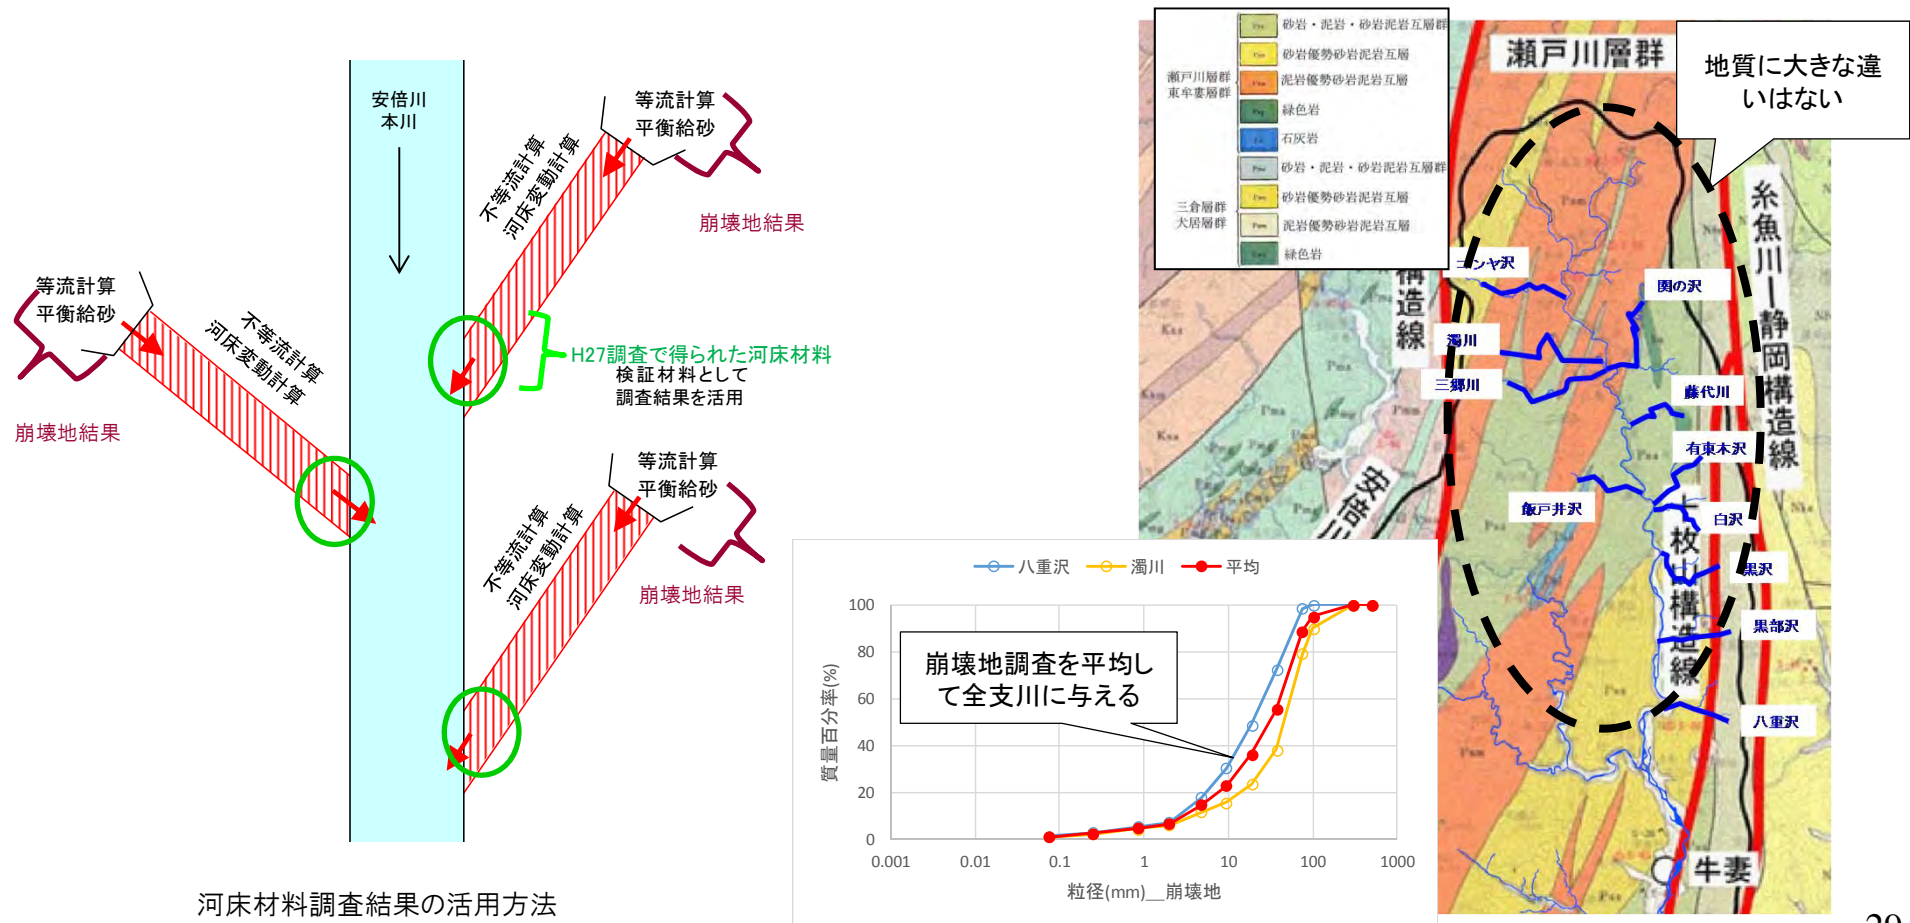 安倍川
本川
等流計算
平衡給砂
不等流計算
河床変動計算
崩壊地結果
等流計算
平衡給砂
不等流計算
河床変動計算
崩壊地結果
H27調査で得られた河床材料
検証材料として
調査結果を活用
等流計算
平衡給砂
不等流計算
河床変動計算
崩壊地結果
河床材料調査結果の活用方法
瀬戸川層群
東牟婁層群
砂岩・泥岩・砂岩泥岩互層群
砂岩優勢砂岩泥岩互層
泥岩優勢砂岩泥岩互層
緑色岩
石灰岩
三倉層群
犬居層群
砂岩・泥岩・砂岩泥岩互層群
砂岩優勢砂岩泥岩互層
泥岩優勢砂岩泥岩互層
緑色岩
瀬戸川層群
地質に大きな違
いはない
糸魚川ー静岡構造線
構造線
十枚山構造線
コンヤ沢
関の沢
濁川
三郷川
藤代川
有東木沢
飯戸井沢
白沢
黒沢
黒部沢
八重沢
牛妻
八重沢
濁川
平均
崩壊地調査を平均し
て全支川に与える
質量百分率(%)
100
80
60
40
20
0
0.001
0.01
0.1
1
10
100
1000
粒径(mm)__崩壊地